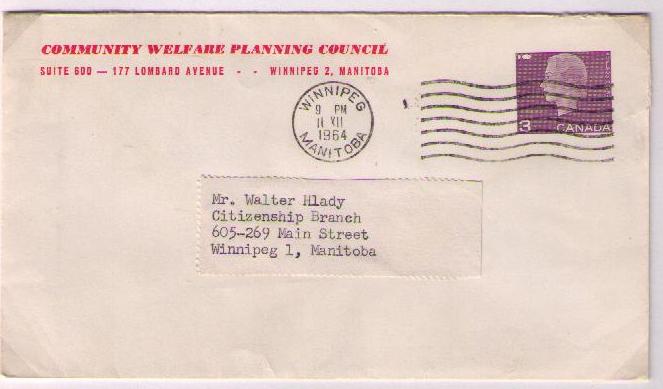 COMMUNITY WELFARE PLANNING COUNCIL
SUITE 600 — 177 LOMBARD AVENUE - - WINNIPEG 2, MANITOBA
WINNIPEG
9 PM
11 XII
1964
MANITOBA
3 CANADA
Mr. Walter Hlady
Citizenship Branch
605-269 Main Street
Winnipeg 1, Manitoba